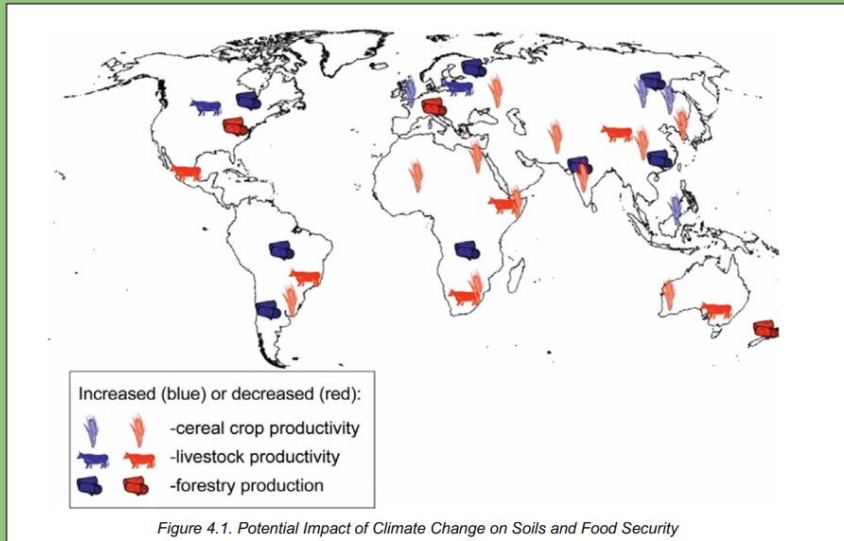 Increased (blue) or decreased (red):
-cereal crop productivity
-livestock productivity
-forestry production
Figure 4.1. Potential Impact of Climate Change on Soils and Food Security